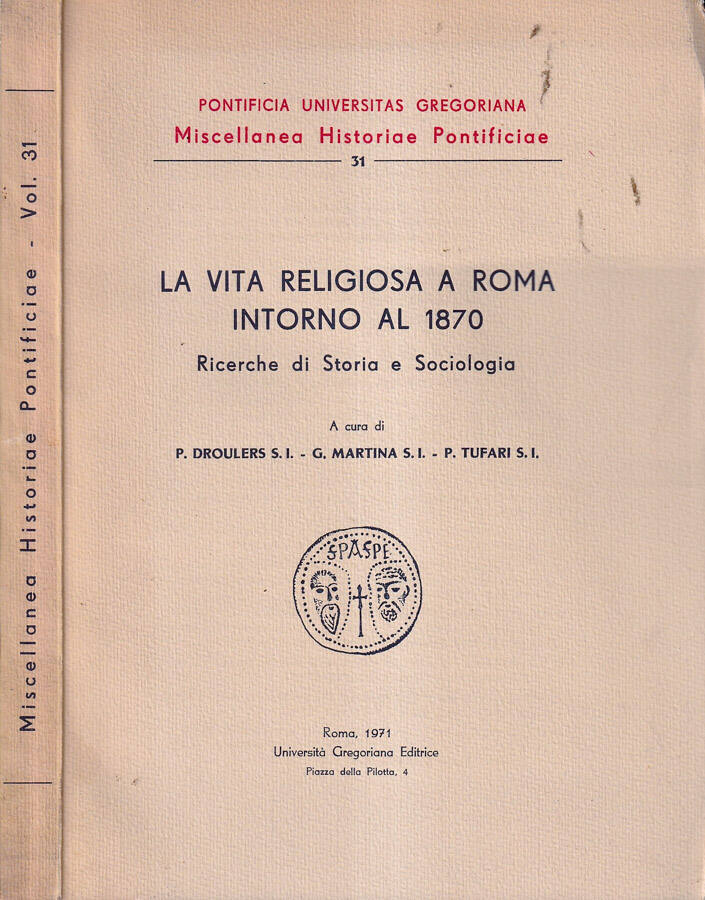 Miscellanea Historiae Pontificiae - Vol. 31
PONTIFICIA UNIVERSITAS GREGORIANA
Miscellanea Historiae Pontificiae
31
LA VITA RELIGIOSA A ROMA
INTORNO AL 1870
Ricerche di Storia e Sociologia
A cura di
P. DROULERS S. I. - G. MARTINA S. I. - P. TUFARI S. I.
SPASPE
Roma, 1971
Università Gregoriana Editrice
Piazza della Pilotta, 4